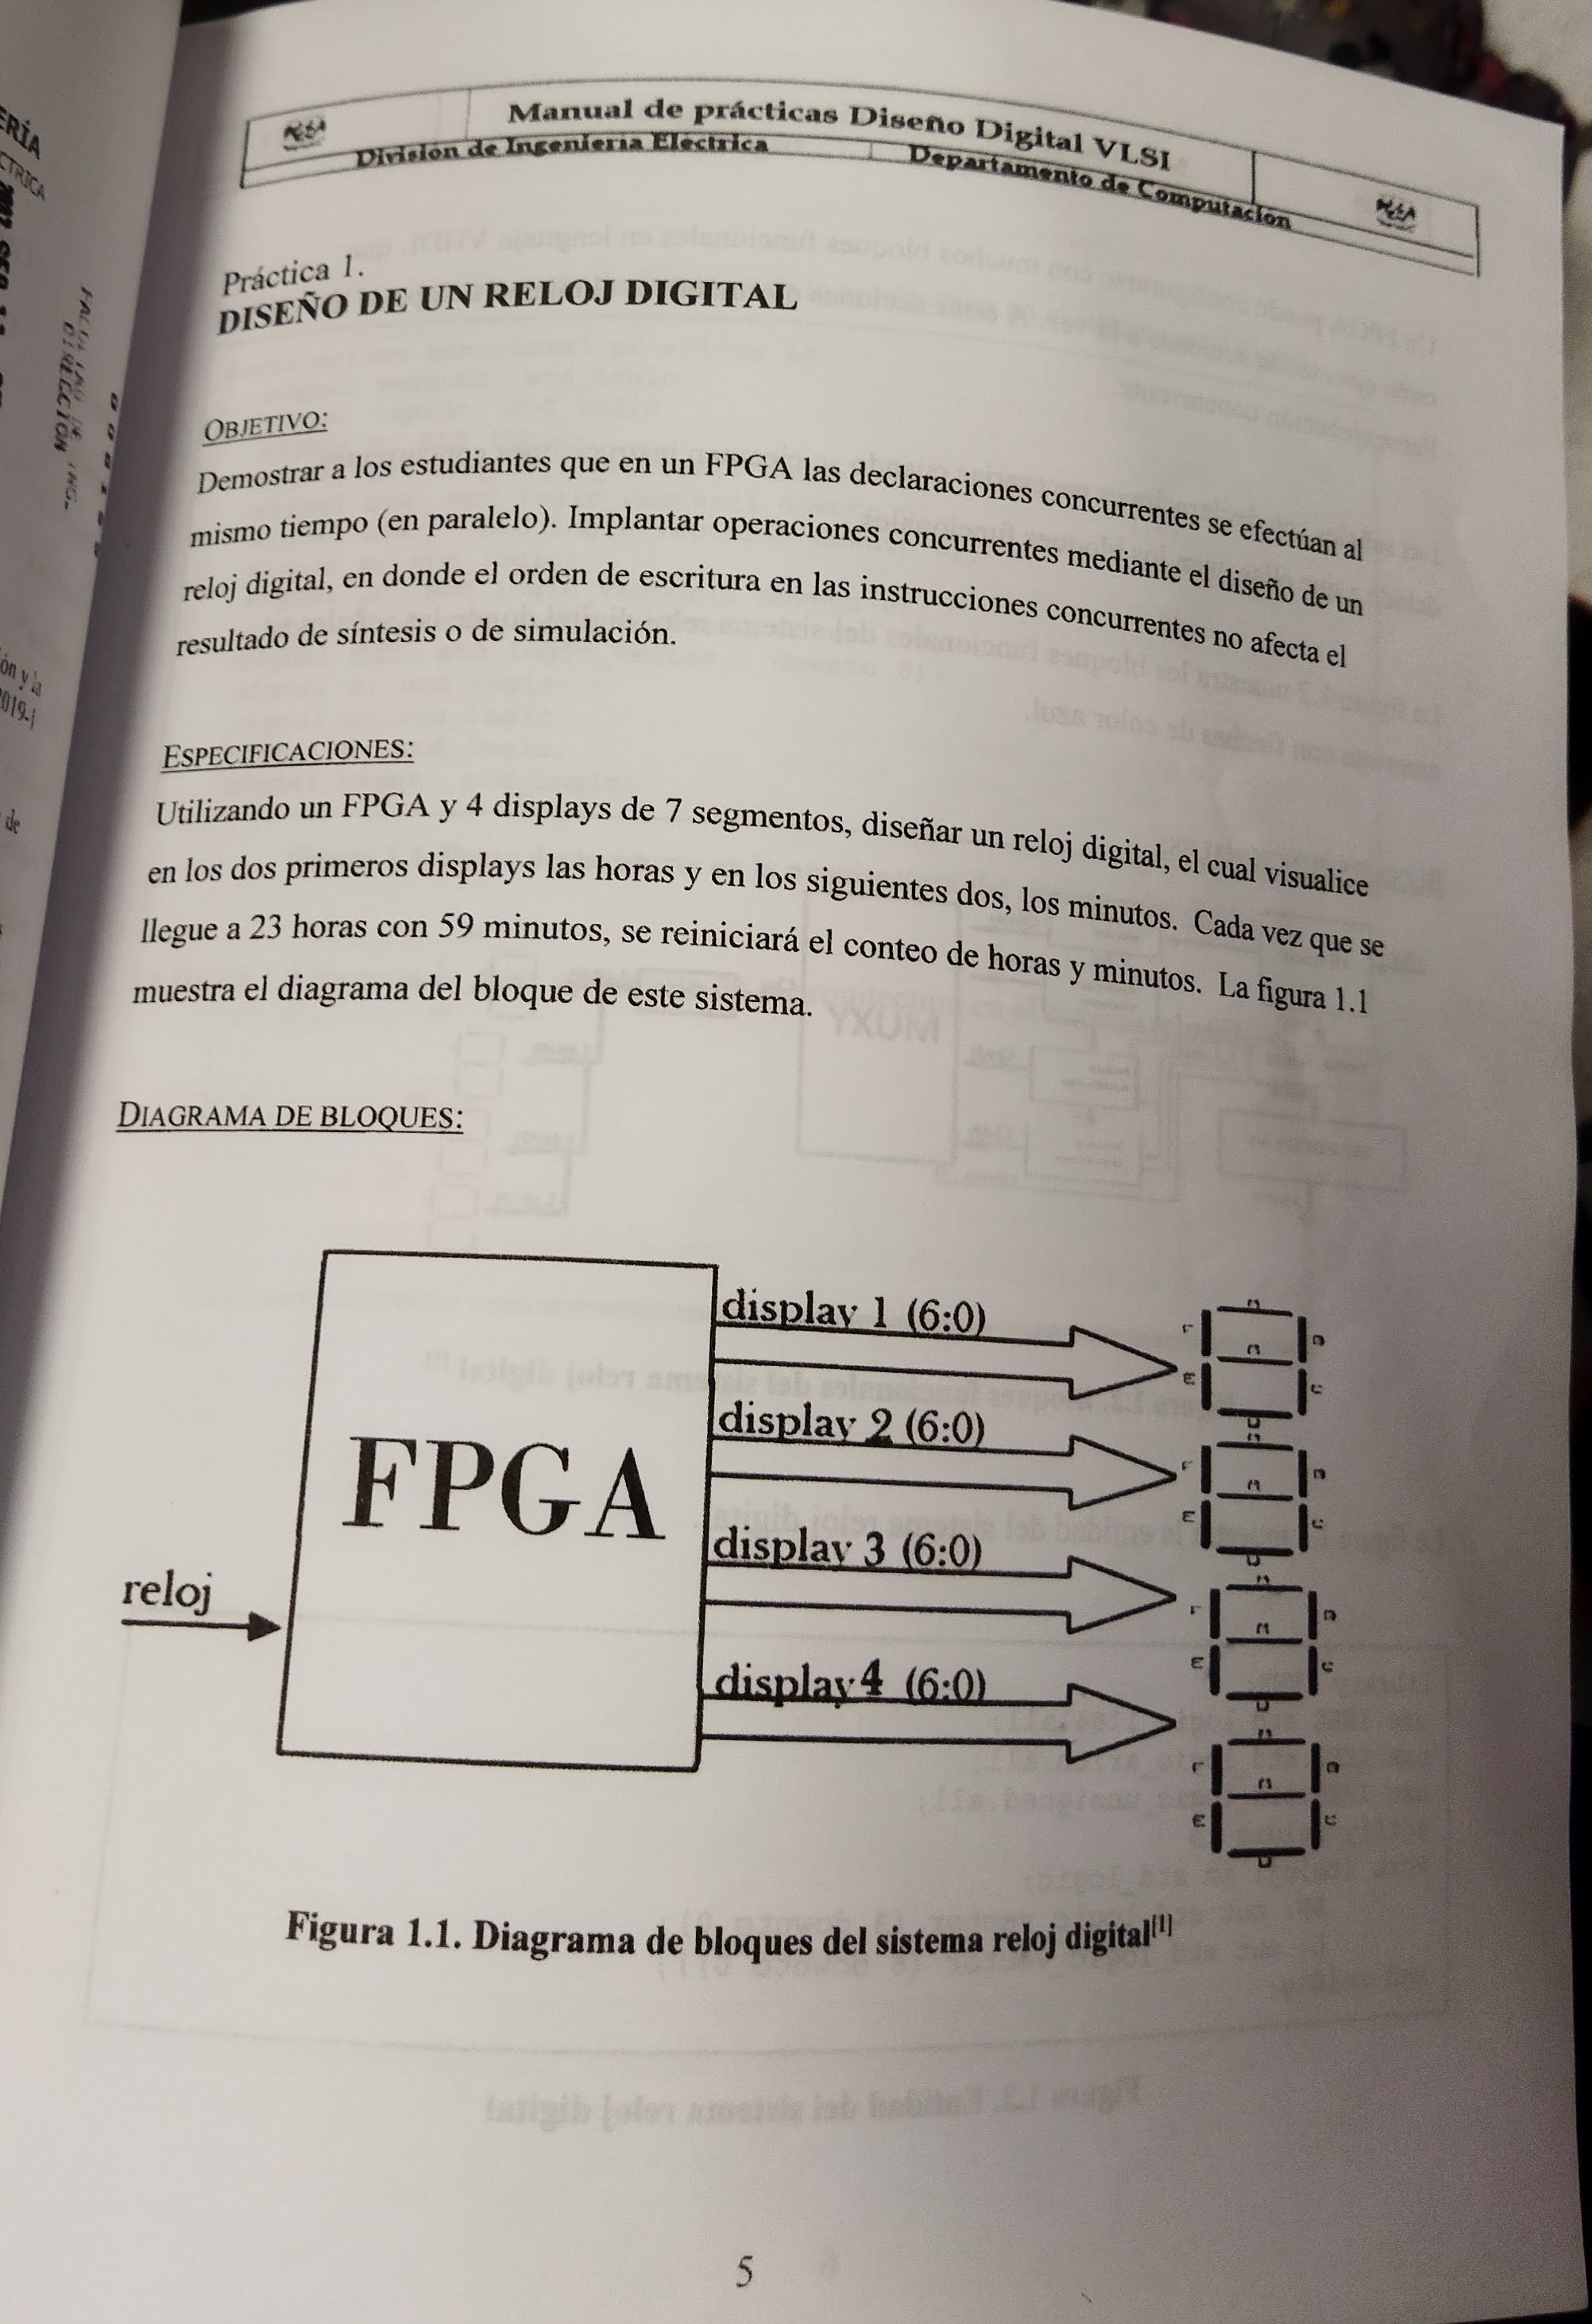 Manual de prácticas Diseño Digital VLSI
División de Ingeniería Eléctrica
Departamento de Computación
Práctica 1.
DISEÑO DE UN RELOJ DIGITAL
OBJETIVO:
Demostrar a los estudiantes que en un FPGA las declaraciones concurrentes se efectúan al
mismo tiempo (en paralelo). Implantar operaciones concurrentes mediante el diseño de un
reloj digital, en donde el orden de escritura en las instrucciones concurrentes no afecta el
resultado de síntesis o de simulación.
ESPECIFICACIONES:
Utilizando un FPGA y 4 displays de 7 segmentos, diseñar un reloj digital, el cual visualice
en los dos primeros displays las horas y en los siguientes dos, los minutos. Cada vez que se
llegue a 23 horas con 59 minutos, se reiniciará el conteo de horas y minutos. La figura 1.1
muestra el diagrama del bloque de este sistema.
DIAGRAMA DE BLOQUES:
display 1 (6:0)
display 2 (6:0)
FPGA
display 3 (6:0)
reloj
display 4 (6:0)
Figura 1.1. Diagrama de bloques del sistema reloj digital[1]
5